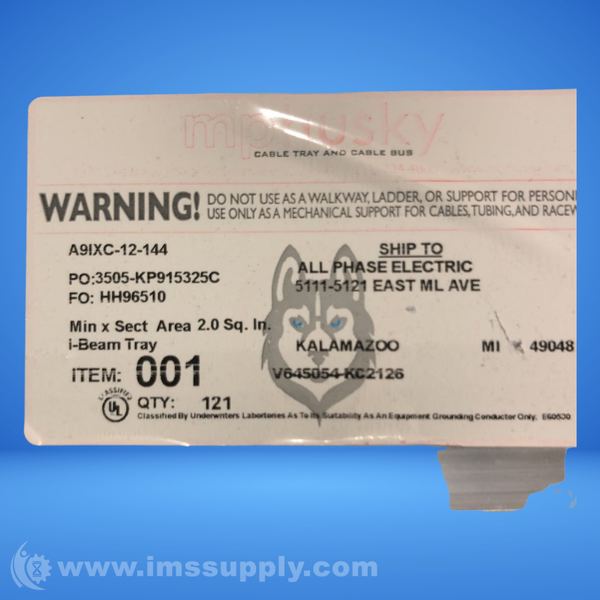 mphusky
CABLE TRAY AND CABLE BUS
WARNING! DO NOT USE AS A WALKWAY, LADDER, OR SUPPORT FOR PERSON
USE ONLY AS A MECHANICAL SUPPORT FOR CABLES, TUBING, AND RACEW
A9IXC-12-144
PO:3505-KP915325C
FO: HH96510
Min x Sect Area 2.0 Sq. In.
i-Beam Tray
ITEM: 001
QTY: 121
SHIP TO
ALL PHASE ELECTRIC
5111-5121 EAST ML AVE
KALAMAZOO MI 49048
V645054-KC2126
CLASSIFIED
UL
Classified By Underwriters Labortories As To Its Suitability As An Equipment Grounding Conductor Only.
www.imssupply.com